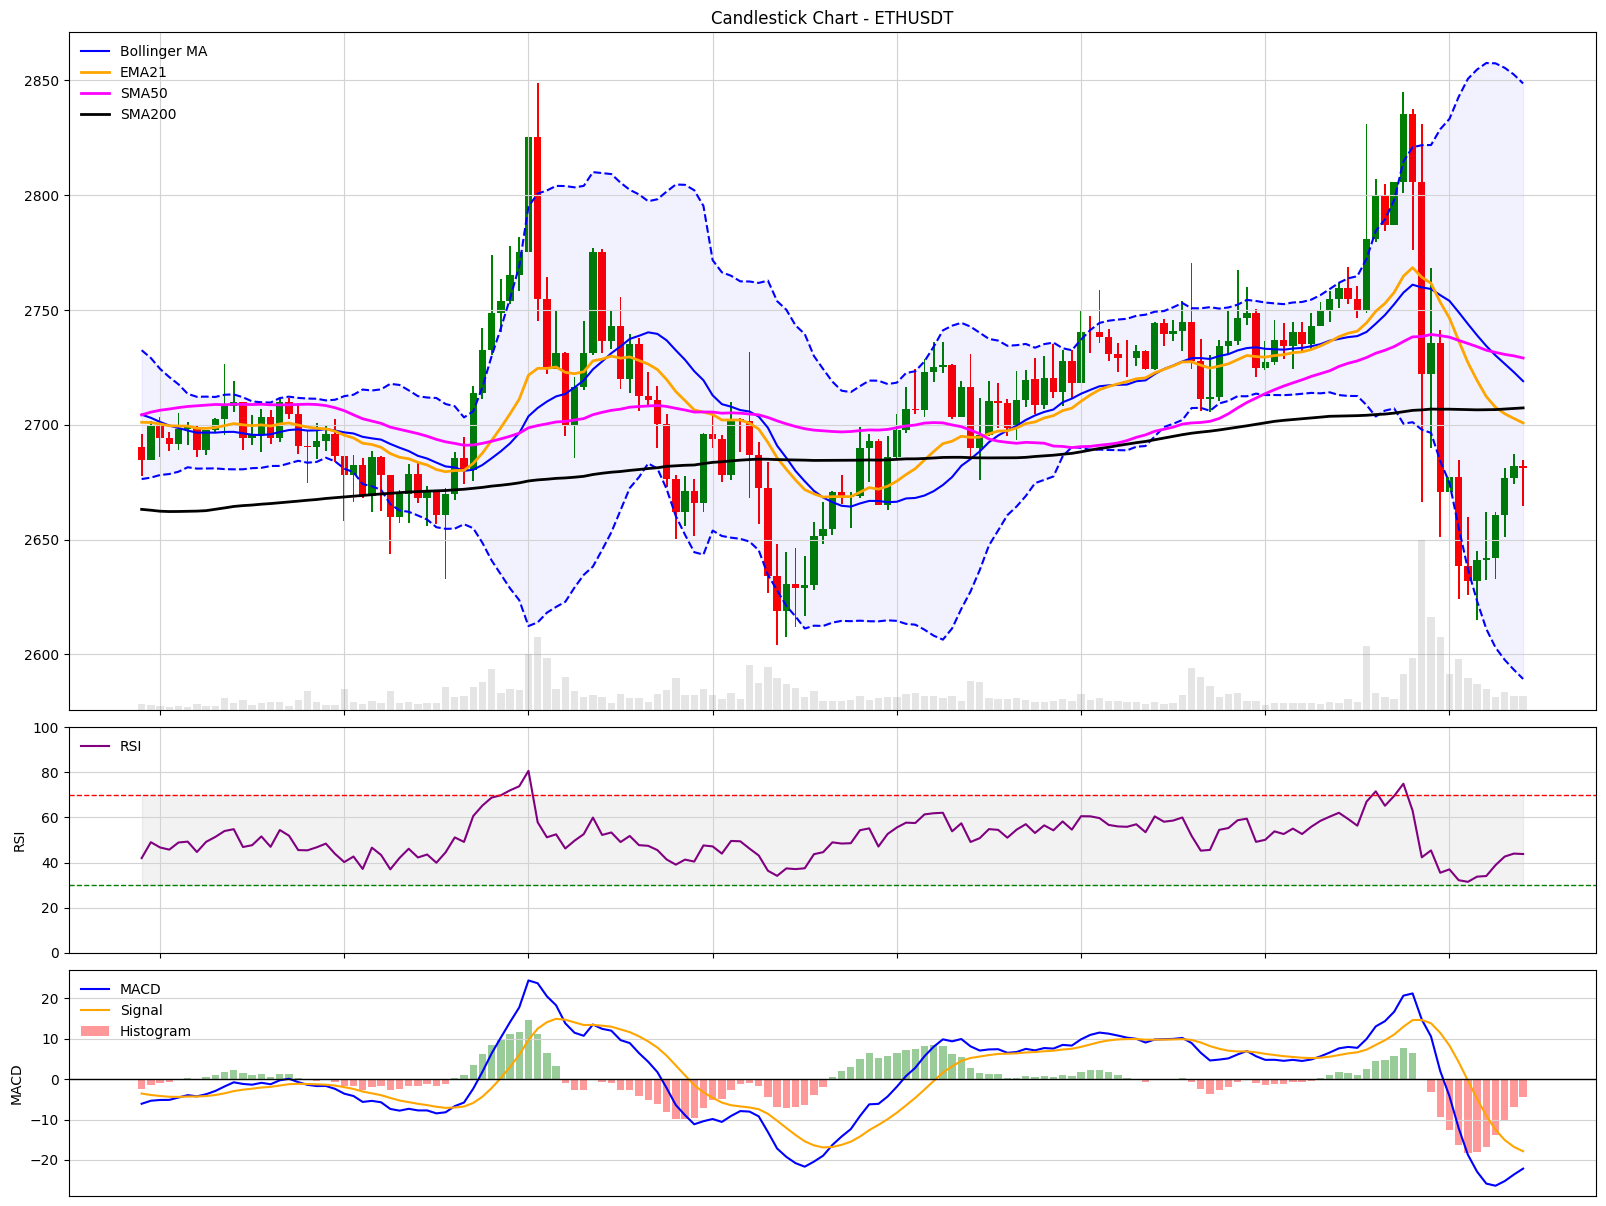 Candlestick Chart - ETHUSDT
Bollinger MA
EMA21
SMA50
SMA200
2850
2800
2750
2700
2650
2600
RSI
RSI
100
80
60
40
20
0
MACD
MACD
Signal
Histogram
20
10
0
−10
−20